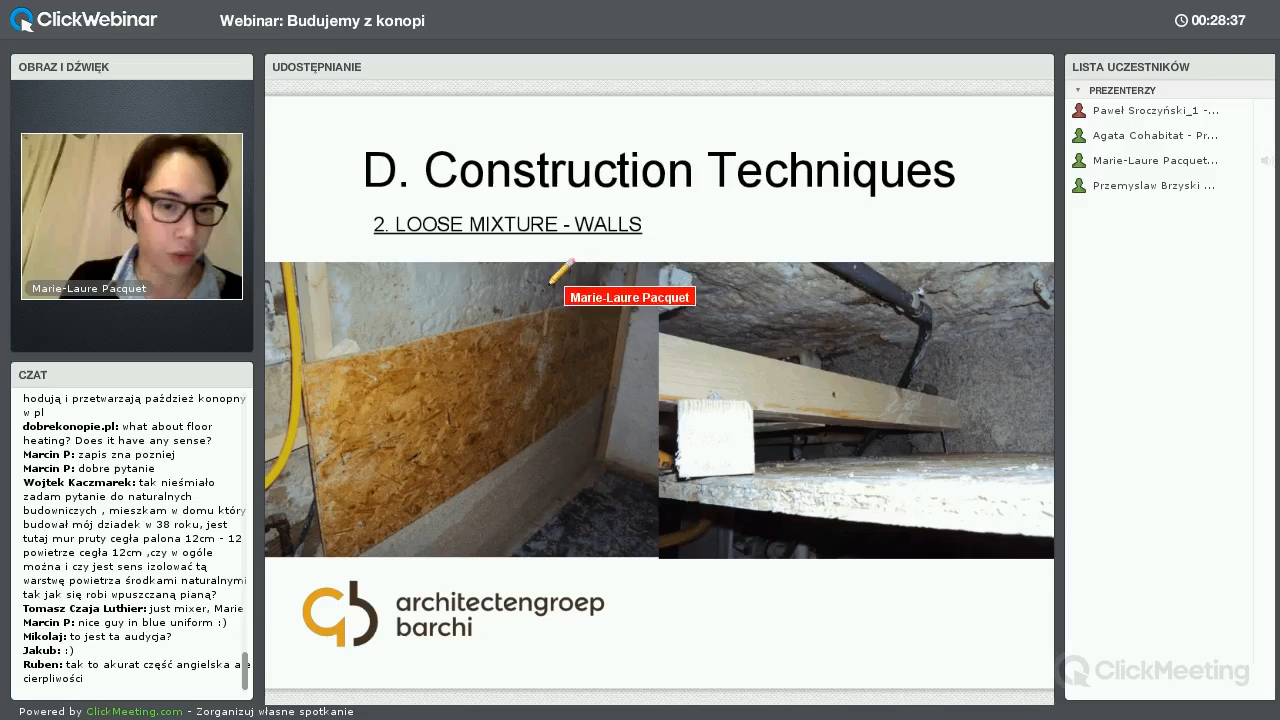 ClickWebinar
Webinar: Budujemy z konopi
00:28:37
OBRAZ I DŹWIĘK
Marie-Laure Pacquet
CZAT
hodują i przetwarzają paździeż konopny
w pl
dobrekonopie.pl: what about floor
heating? Does it have any sense?
Marcin P: zapis zna pozniej
Marcin P: dobre pytanie
Wojtek Kaczmarek: tak nieśmiało
zadam pytanie do naturalnych
budowniczych , mieszkam w domu który
budował mój dziadek w 38 roku, jest
tutaj mur pruty cegła palona 12cm - 12
powietrze cegła 12cm ,czy w ogóle
można i czy jest sens izolować tą
warstwę powietrza środkami naturalnymi
tak jak się robi wpuszczaną pianą?
Tomasz Czaja Luthier: just mixer, Marie
Marcin P: nice guy in blue uniform :)
Mikolaj: to jest ta audycja?
Jakub: :)
Ruben: tak to akurat część angielska ale
cierpliwości
UDOSTĘPNIANIE
D. Construction Techniques
2. LOOSE MIXTURE - WALLS
Marie-Laure Pacquet
architectengroep
barchi
LISTA UCZESTNIKÓW
PREZENTERZY
Paweł Sroczyński_1 -...
Agata Cohabitat - Pr...
Marie-Laure Pacquet...
Przemyslaw Brzyski ...
ClickMeeting
Powered by ClickMeeting.com - Zorganizuj własne spotkanie